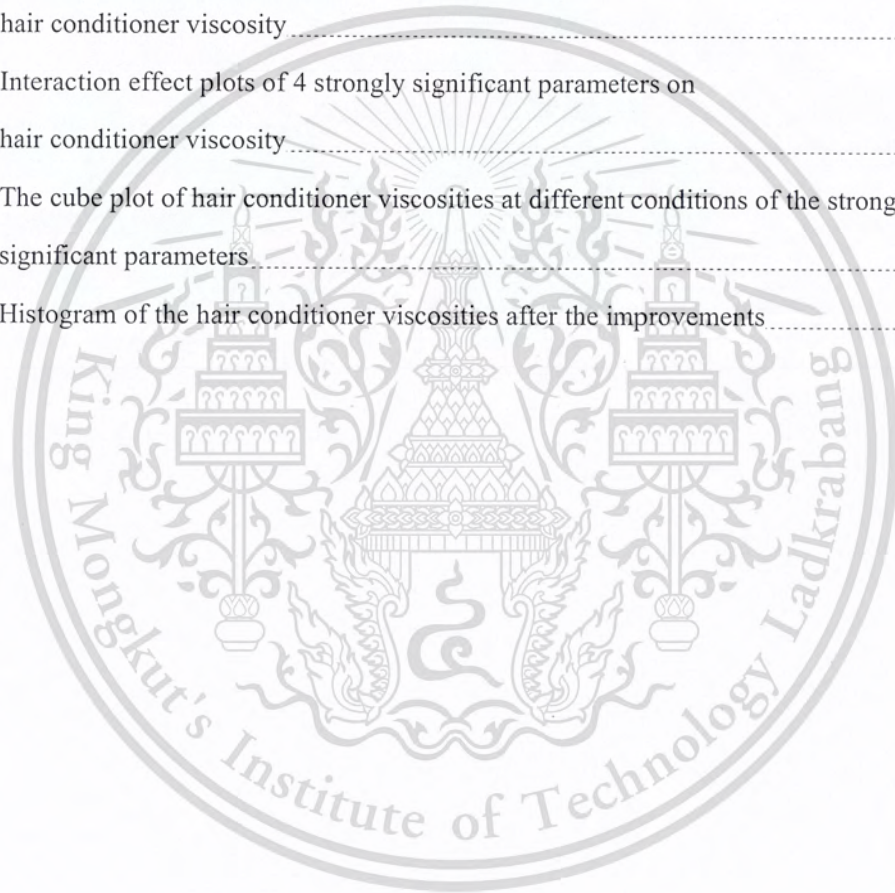 hair conditioner viscosity
Interaction effect plots of 4 strongly significant parameters on
hair conditioner viscosity
The cube plot of hair conditioner viscosities at different conditions of the strong
significant parameters
Histogram of the hair conditioner viscosities after the improvements
King Mongkut's Institute of Technology Ladkrabang